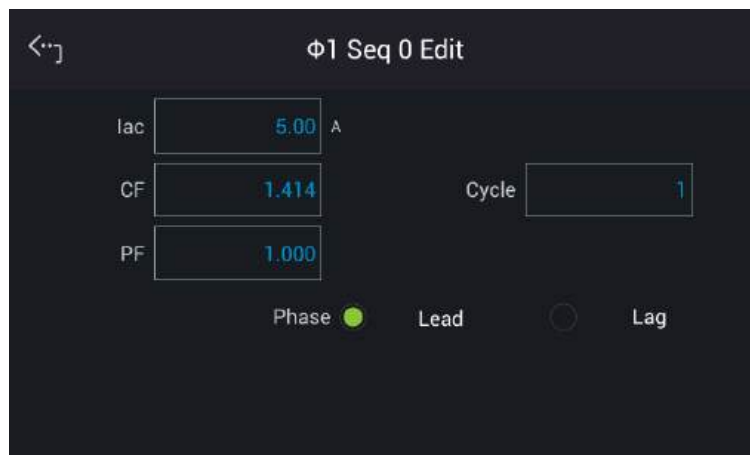 Φ1 Seq 0 Edit
Iac 5.00 A
CF 1.414 Cycle 1
PF 1.000
Phase Lead Lag